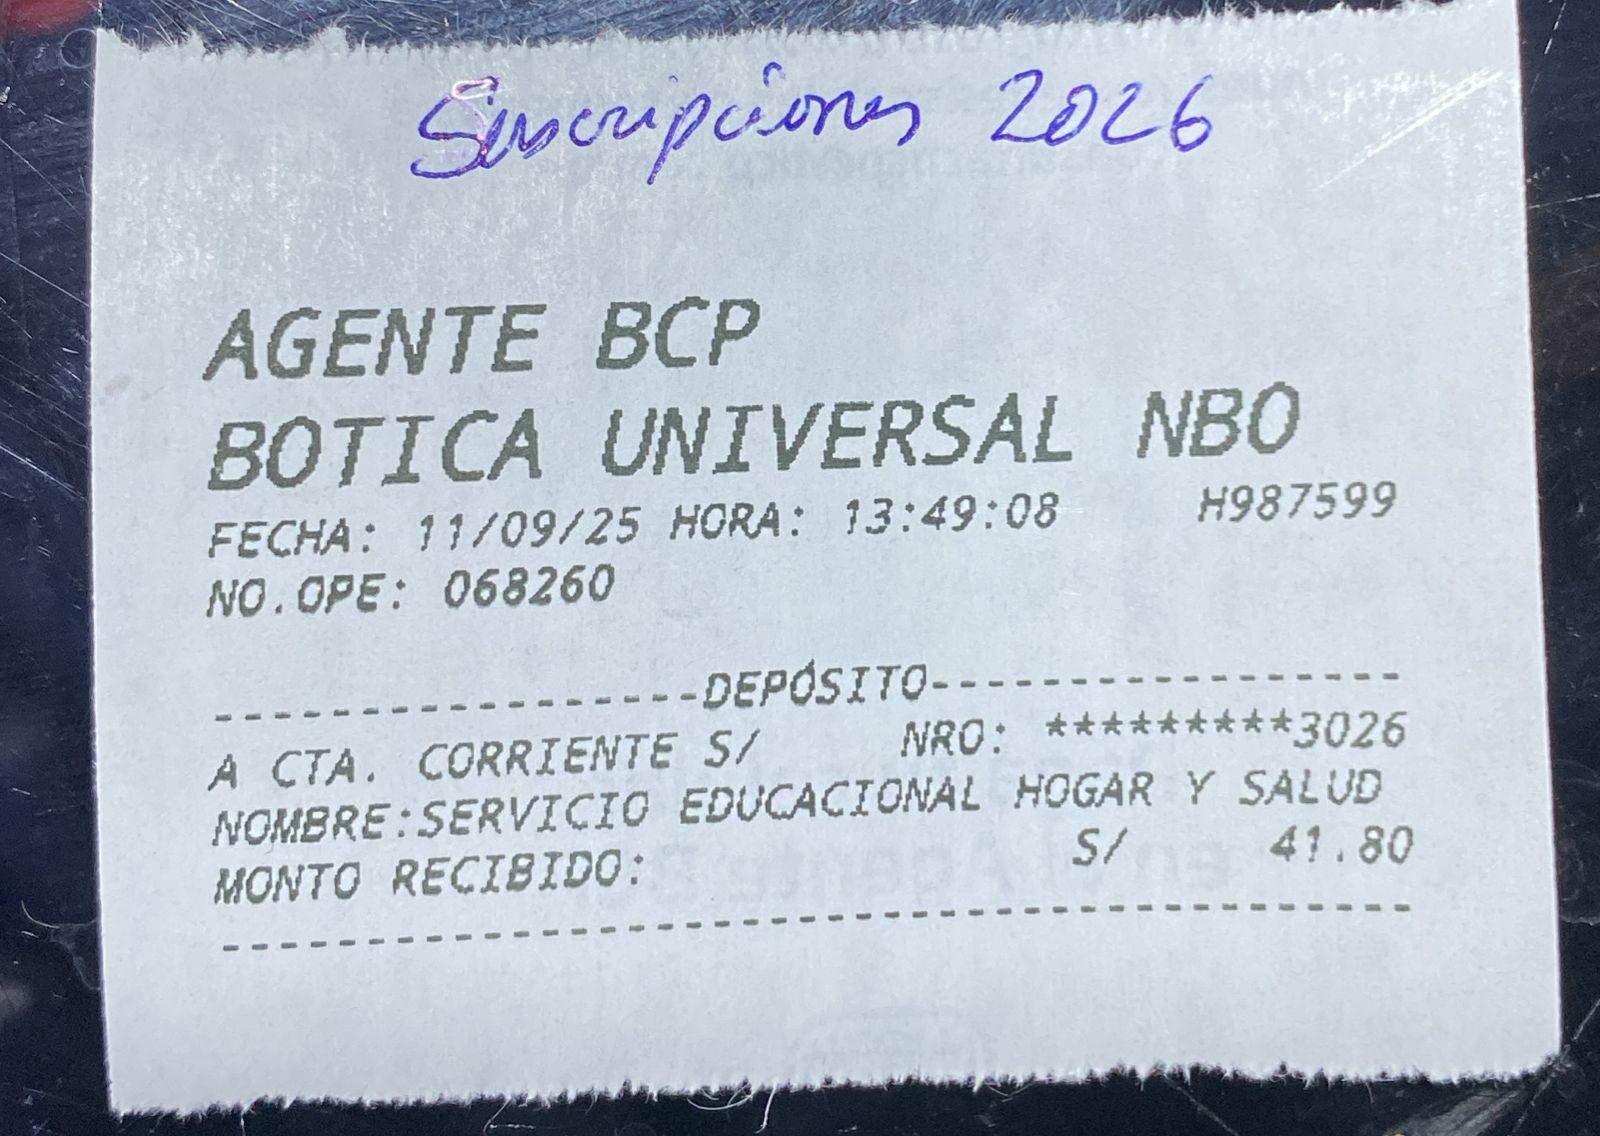 Suscripciones 2026
AGENTE BCP
BOTICA UNIVERSAL NBO
FECHA: 11/09/25 HORA: 13:49:08 H987599
NO.OPE: 068260
-----------------DEPÓSITO-----------------
A CTA. CORRIENTE S/ NRO: *********3026
NOMBRE:SERVICIO EDUCACIONAL HOGAR Y SALUD
MONTO RECIBIDO: S/ 41.80
------------------------------------------